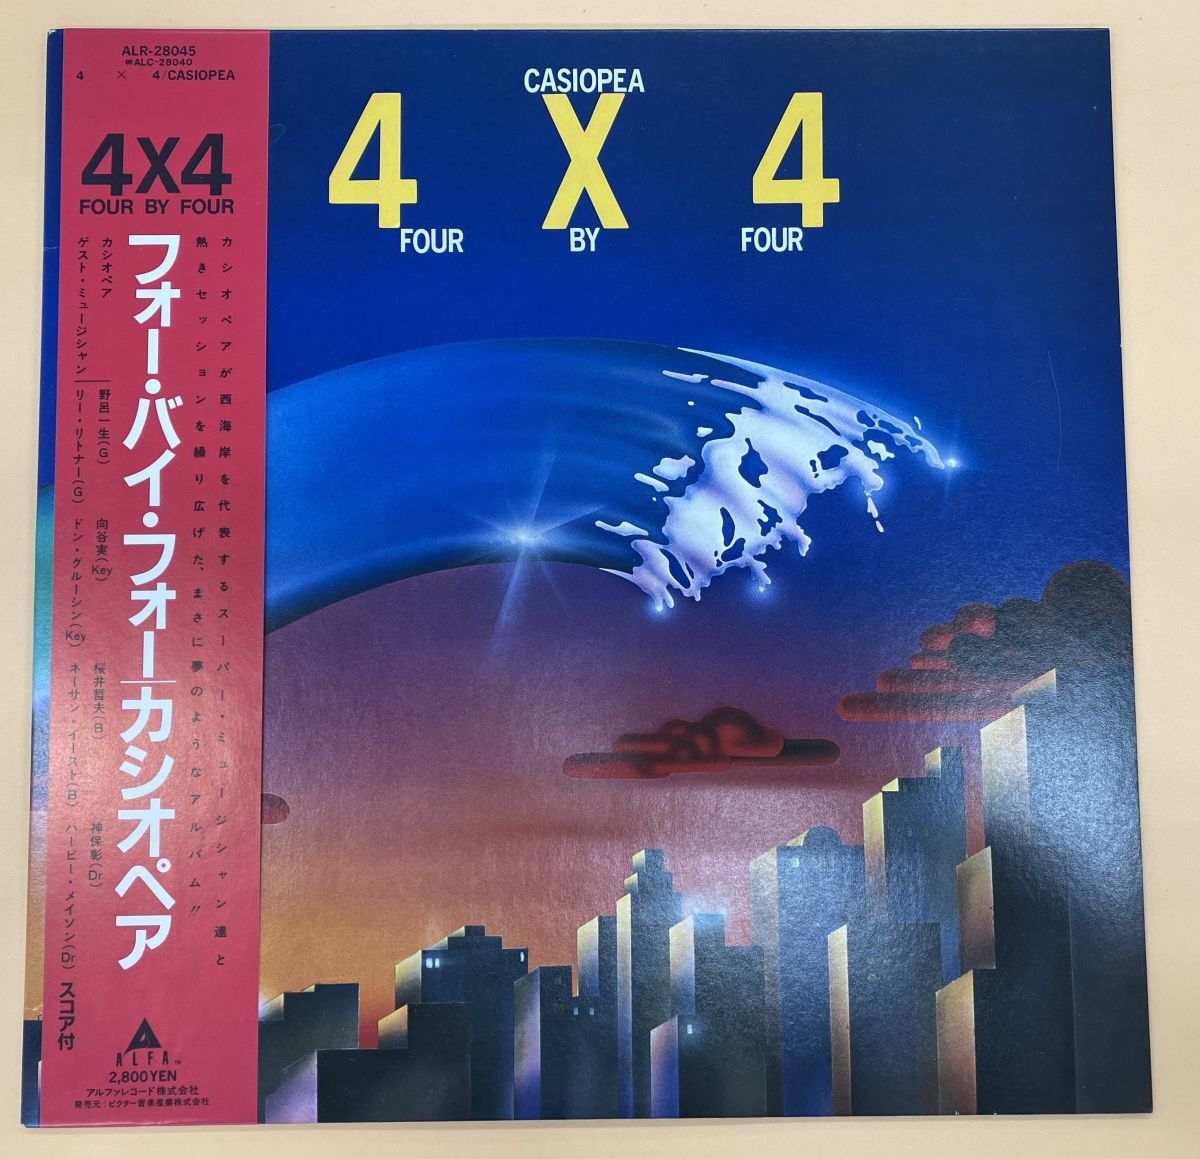 ALR-28045
ALC-28040
4 × 4/CASIOPEA
4X4
FOUR BY FOUR
カシオペアが西海岸を代表するスーパー・ミュージシャン達と
熱きセッションを繰り広げた、まさに夢のようなアルバム!!
フォー・バイ・フォー|カシオペア
カシオペア 野呂一生(G) 向谷実(Key) 桜井哲夫(B) 神保彰(Dr)
ゲスト・ミュージシャン リー・リトナー(G) ドン・グルーシン(Key) ネーサン・イースト(B) ハービー・メイソン(Dr)
スコア付
ALFA™
2,800YEN
アルファレコード株式会社
発売元:ビクター音楽産業株式会社
CASIOPEA
4 X 4
FOUR BY FOUR